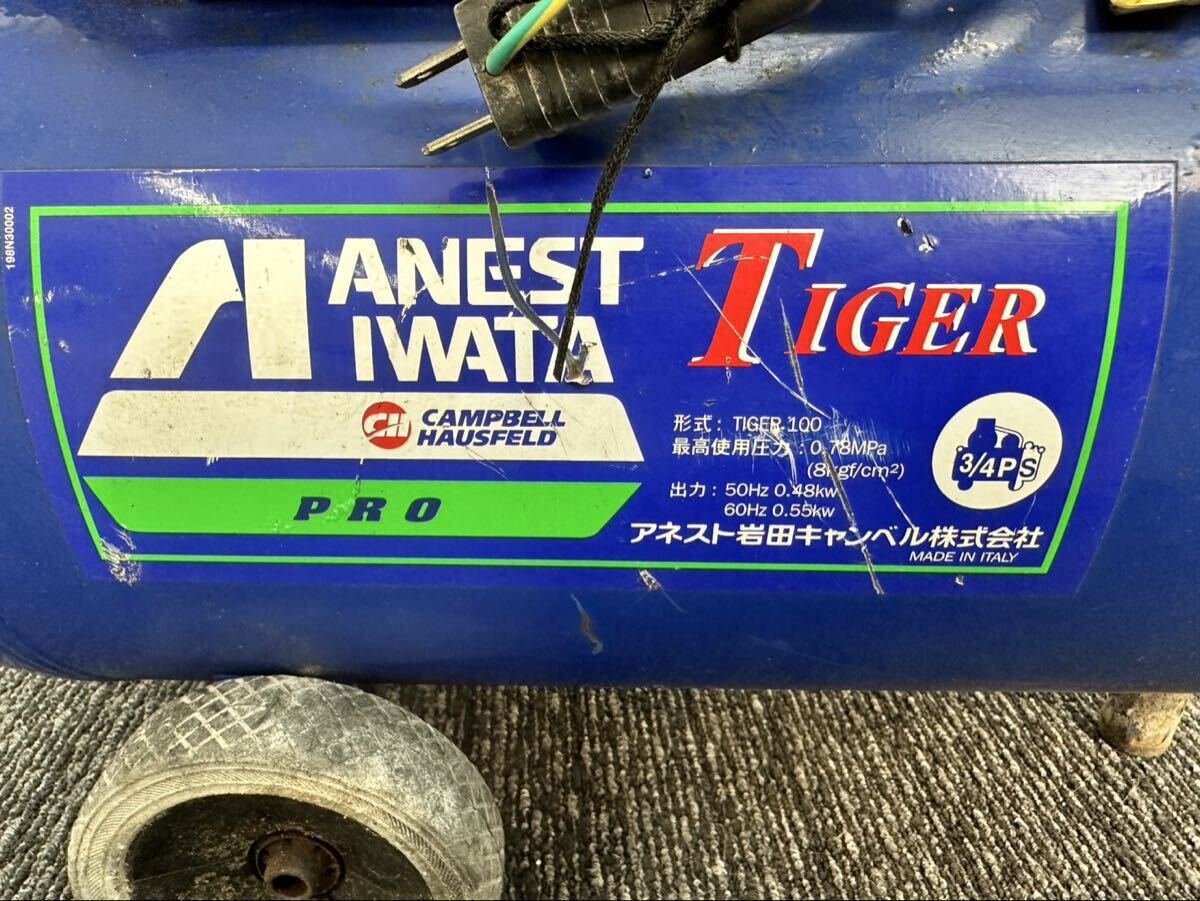 198N30002
ANEST
IWATA
CAMPBELL
HAUSFELD
PRO
TIGER
形式: TIGER 100
最高使用圧力: 0.78MPa
(8kgf/cm²)
出力: 50Hz 0.48kw
60Hz 0.55kw
3/4PS
アネスト岩田キャンベル株式会社
MADE IN ITALY